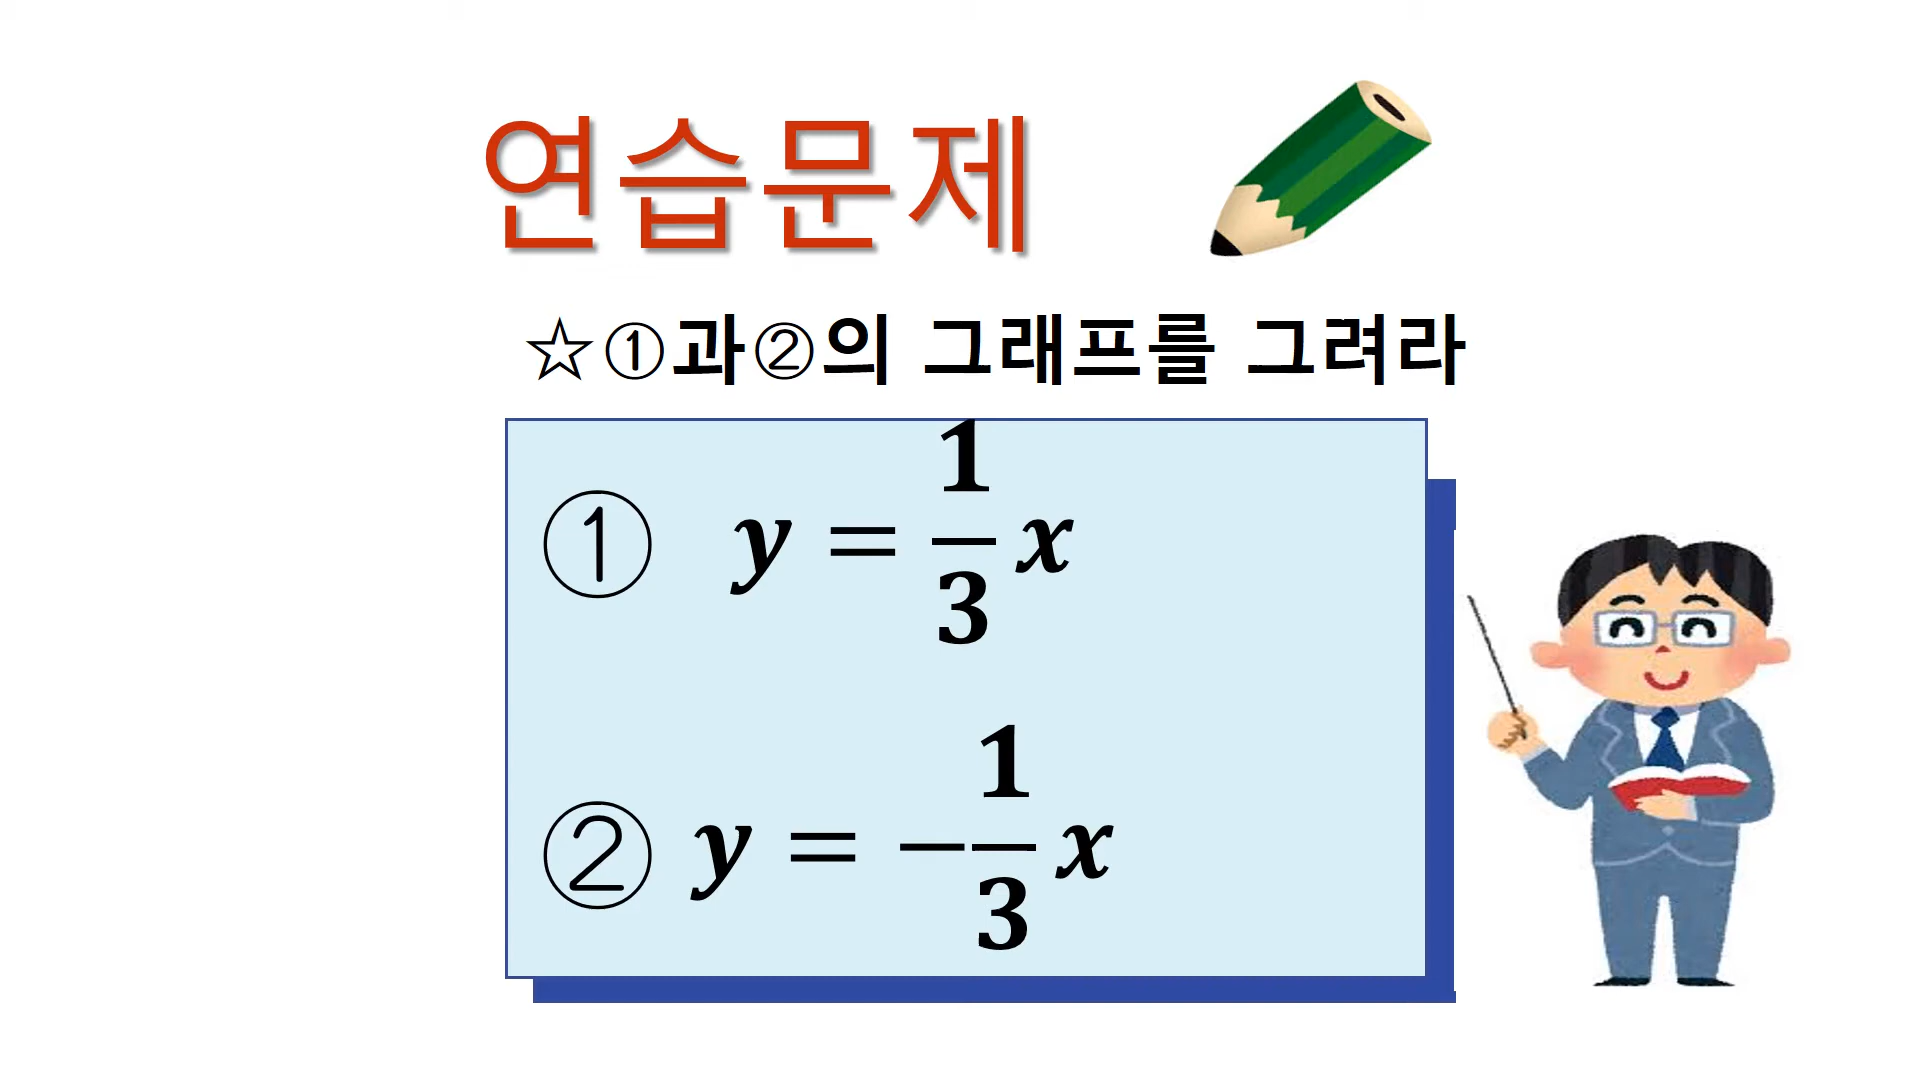 연습문제
☆①과②의 그래프를 그려라
① y = 1/3 x
② y = −1/3 x